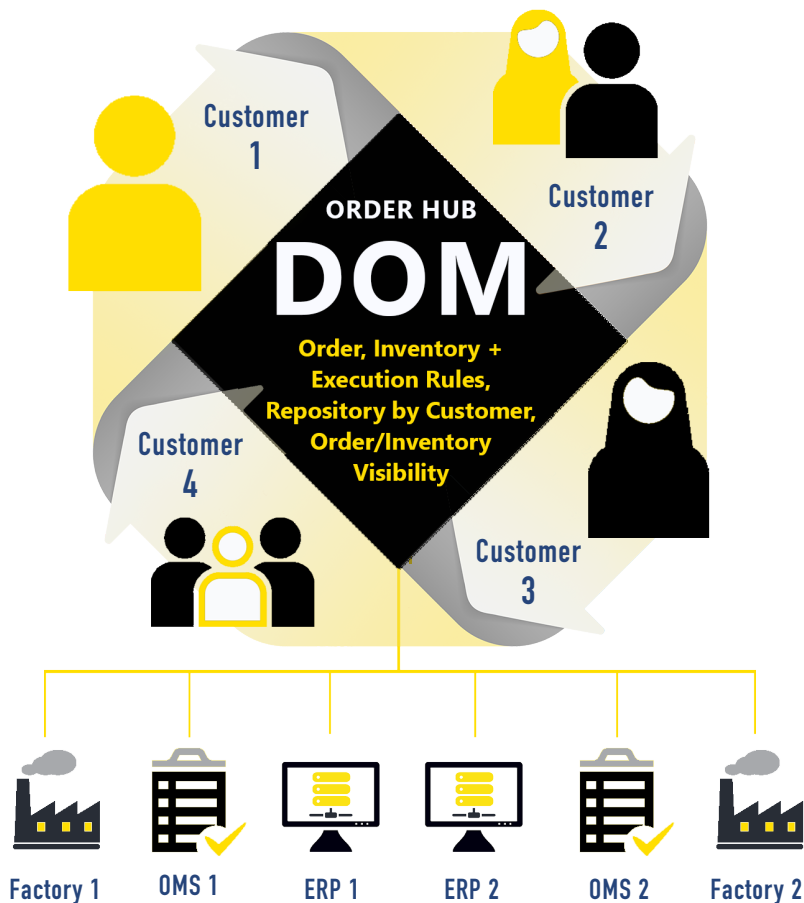 Customer
1
Customer
2
ORDER HUB
DOM
Order, Inventory +
Execution Rules,
Repository by Customer,
Order/Inventory
Visibility
Customer
4
Customer
3
Factory 1
OMS 1
ERP 1
ERP 2
OMS 2
Factory 2